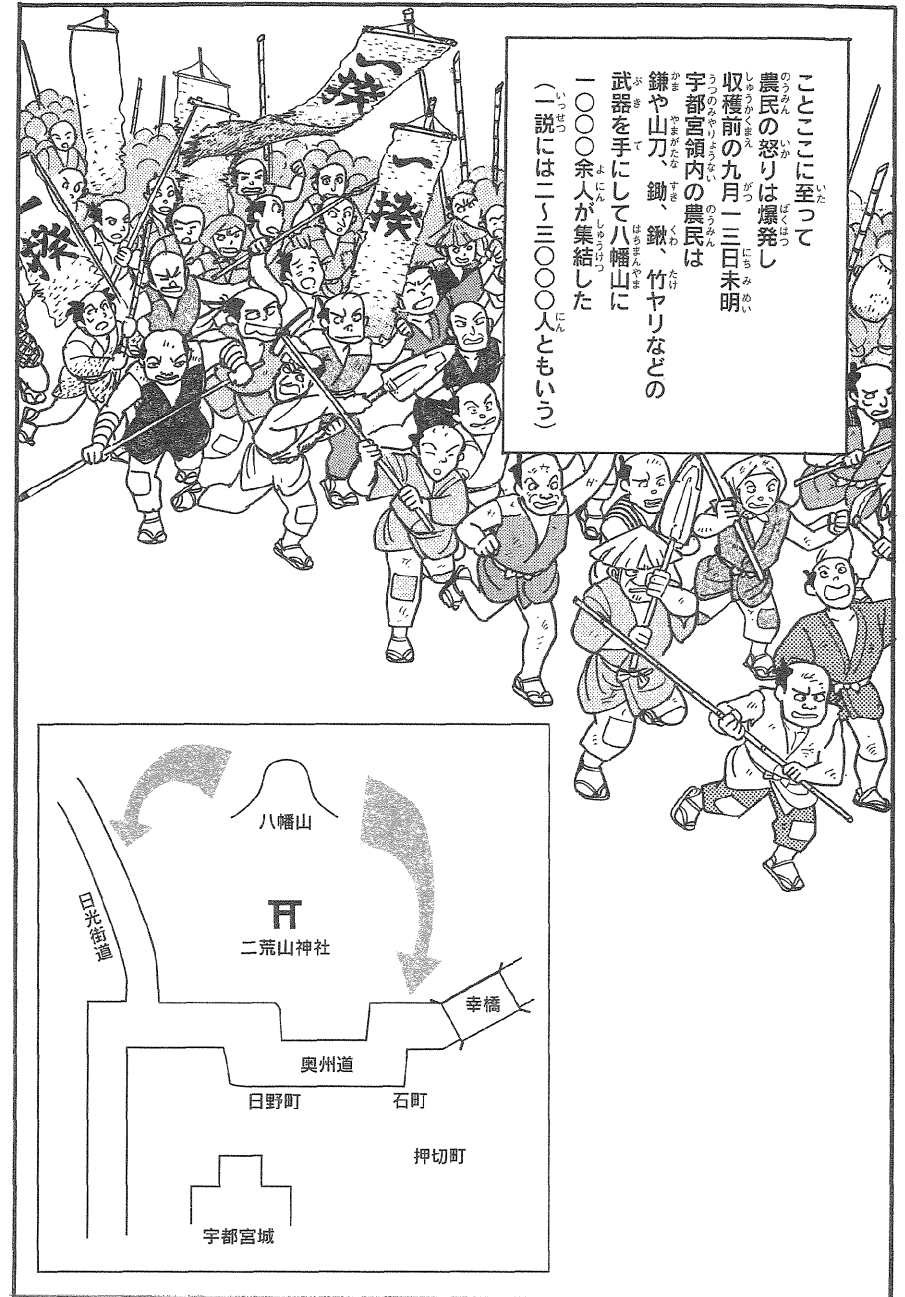 ことここに至って
農民の怒りは爆発し
収穫前の九月一三日未明
宇都宮領内の農民は
鎌や山刀、鋤、鍬、竹ヤリなどの
武器を手にして八幡山に
一〇〇〇余人が集結した
（一説には二～三〇〇〇人ともいう）
一揆
一揆
一揆
八幡山
日光街道
二荒山神社
幸橋
奥州道
日野町
石町
押切町
宇都宮城